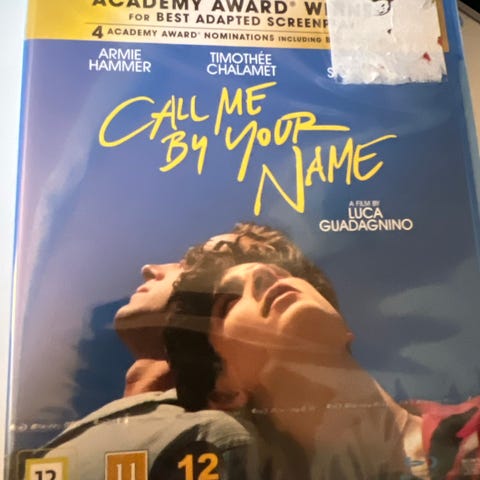 ACADEMY AWARD®
FOR BEST ADAPTED
4 ACADEMY AWARD® NOMINATIONS INCLUDING
ARMIE
HAMMER
TIMOTHÉE
CHALAMET
CALL ME
BY YOUR
NAME
A FILM BY
LUCA
GUADAGNINO
12
11
12